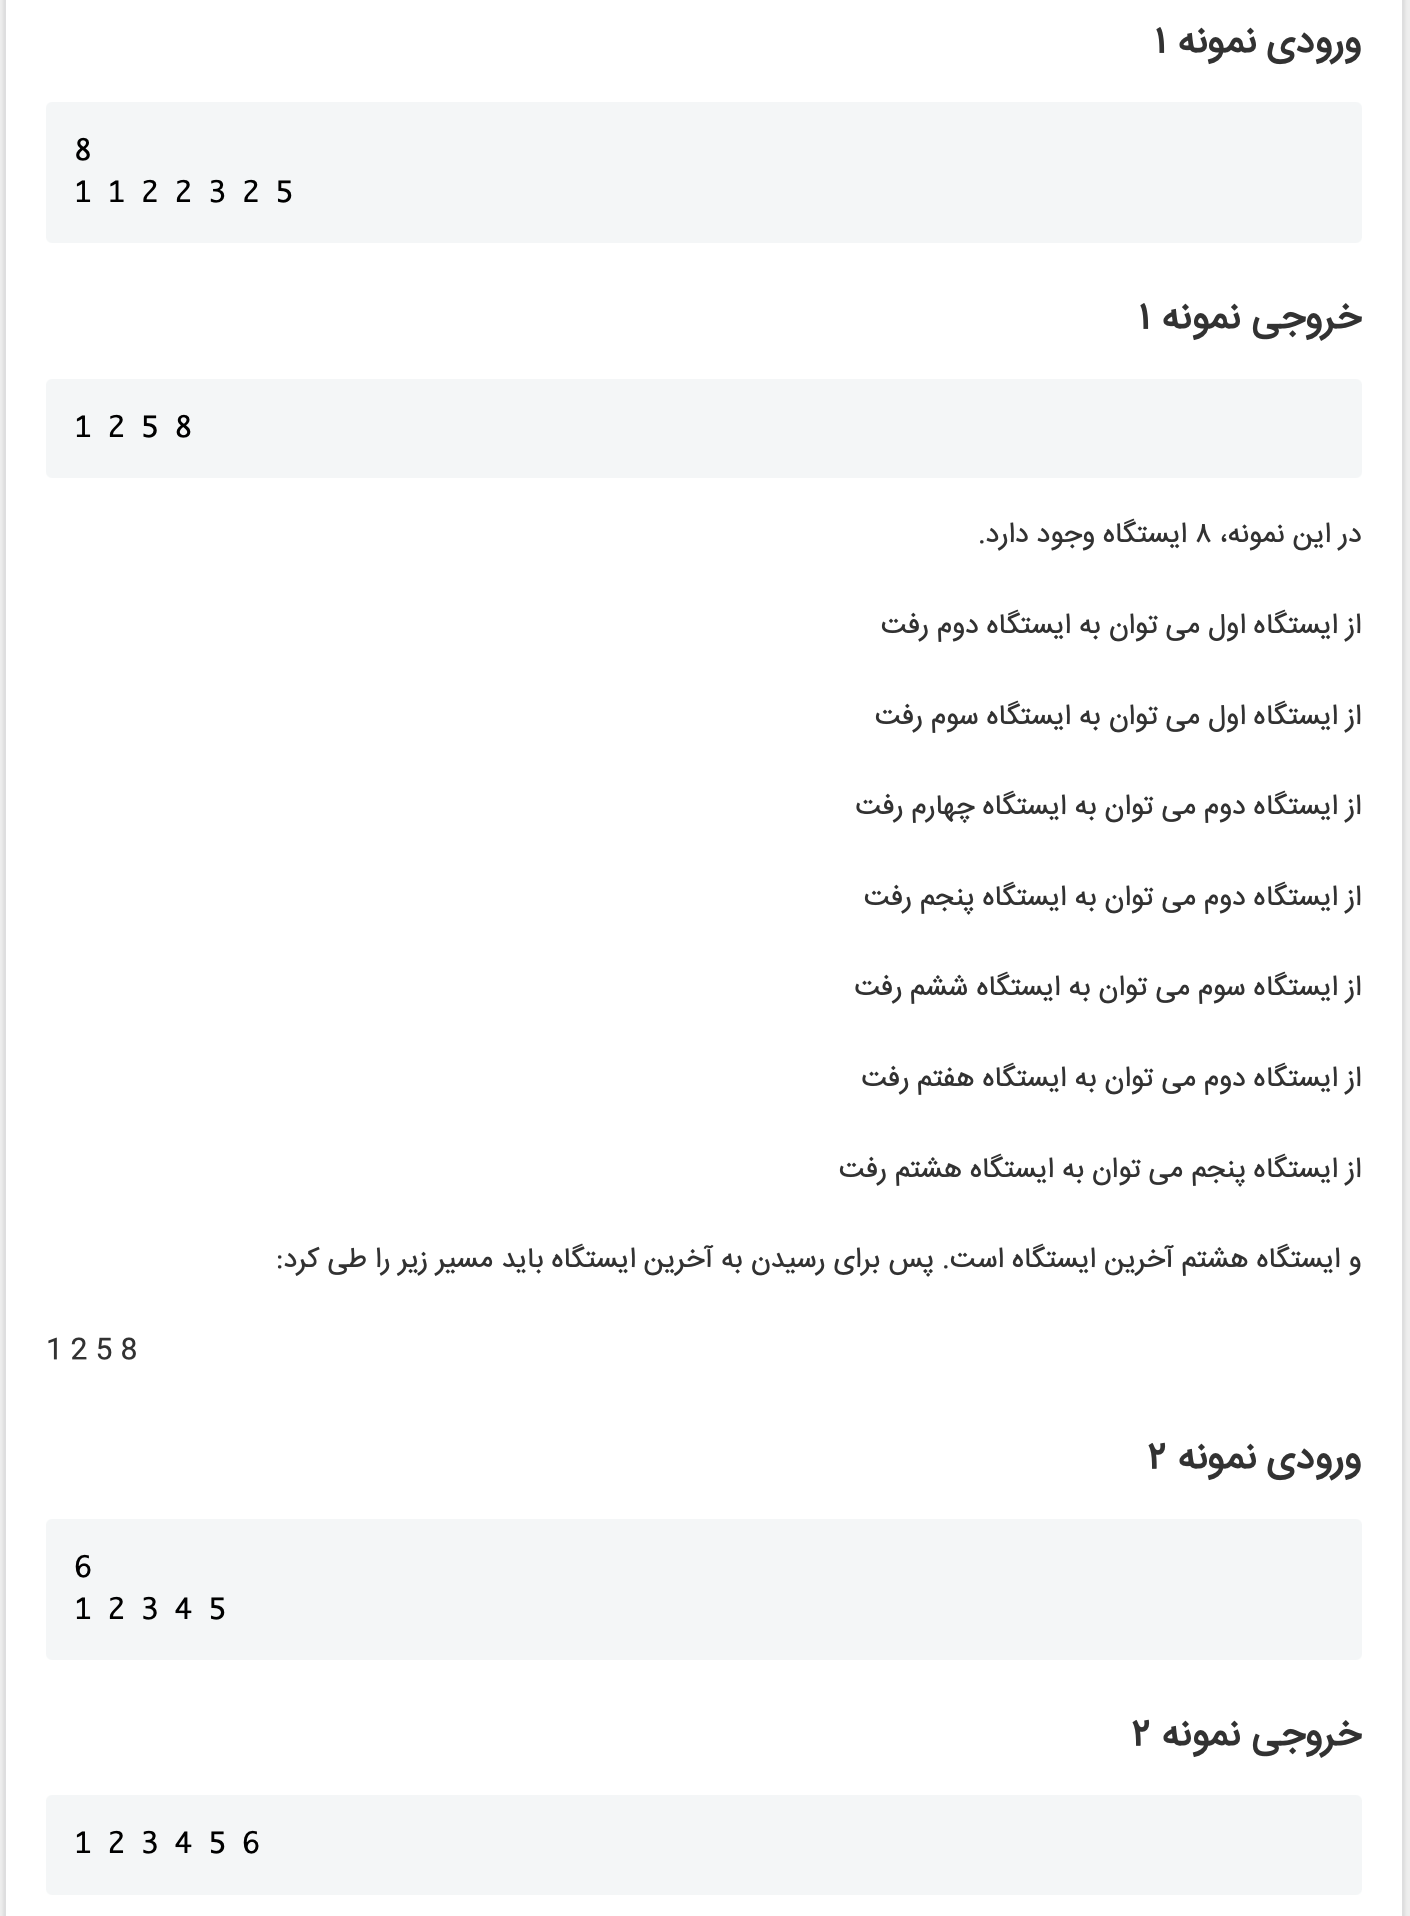 ورودی نمونه ۱
8
1 1 2 2 3 2 5
خروجی نمونه ۱
1 2 5 8
در این نمونه، ۸ ایستگاه وجود دارد.
از ایستگاه اول می توان به ایستگاه دوم رفت
از ایستگاه اول می توان به ایستگاه سوم رفت
از ایستگاه دوم می توان به ایستگاه چهارم رفت
از ایستگاه دوم می توان به ایستگاه پنجم رفت
از ایستگاه سوم می توان به ایستگاه ششم رفت
از ایستگاه دوم می توان به ایستگاه هفتم رفت
از ایستگاه پنجم می توان به ایستگاه هشتم رفت
و ایستگاه هشتم آخرین ایستگاه است. پس برای رسیدن به آخرین ایستگاه باید مسیر زیر را طی کرد:
1 2 5 8
ورودی نمونه ۲
6
1 2 3 4 5
خروجی نمونه ۲
1 2 3 4 5 6